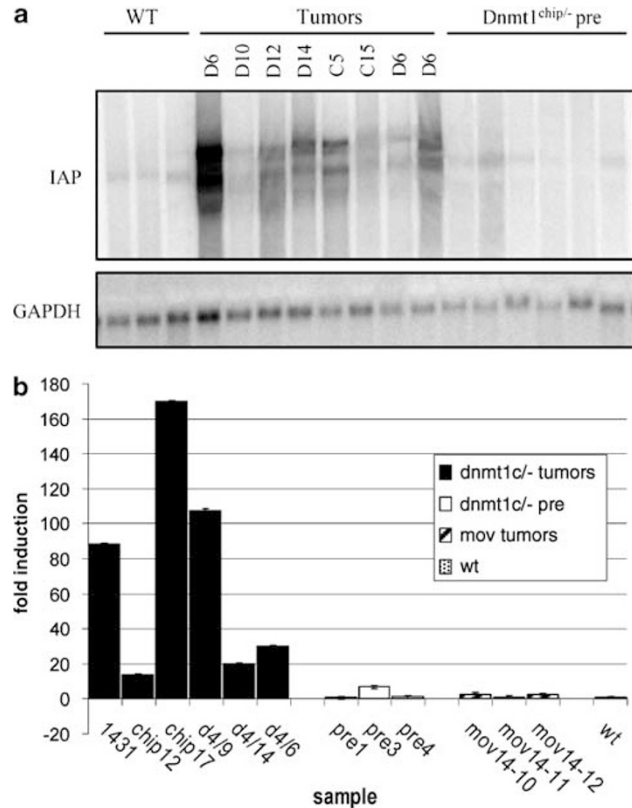 a
WT Tumors Dnmt1chip/- pre
D6 D10 D12 D14 C5 C15 D6 D6
IAP
GAPDH
b
180
160
140
120
100
80
60
40
20
0
-20
fold induction
dnmt1c/- tumors
dnmt1c/- pre
mov tumors
wt
1431 chip12 chip17 d4/9 d4/14 d4/6 pre1 pre3 pre4 mov14-10 mov14-11 mov14-12 wt
sample